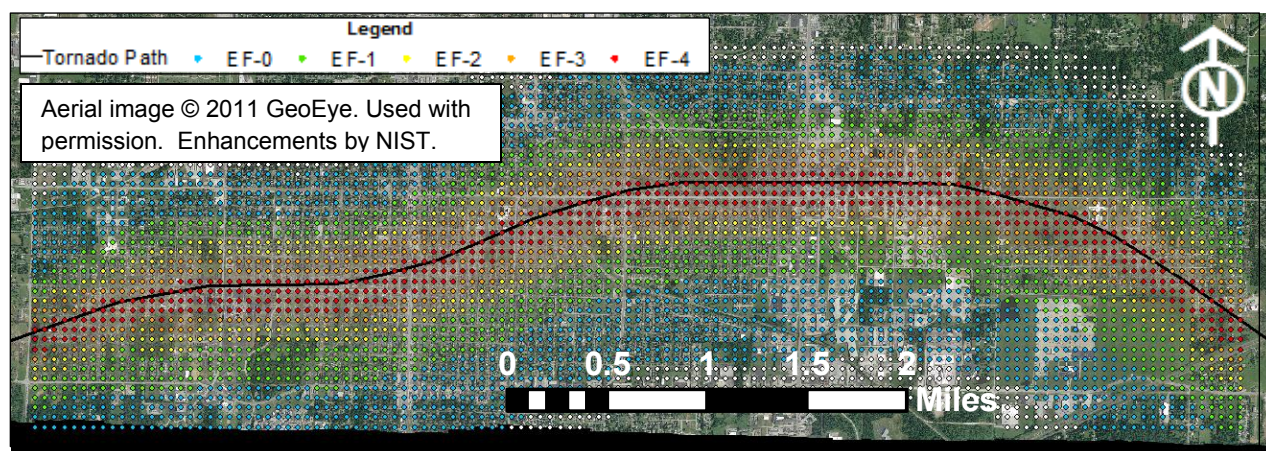 Legend
Tornado Path EF-0 EF-1 EF-2 EF-3 EF-4
Aerial image © 2011 GeoEye. Used with
permission. Enhancements by NIST.
N
0 0.5 1 1.5 2
Miles